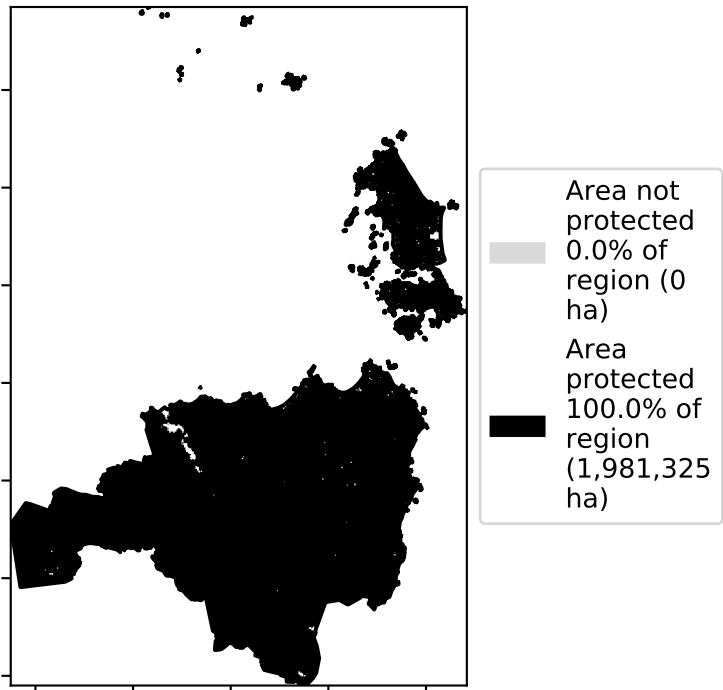 Area not
protected
0.0% of
region (0
ha)
Area
protected
100.0% of
region
(1,981,325
ha)